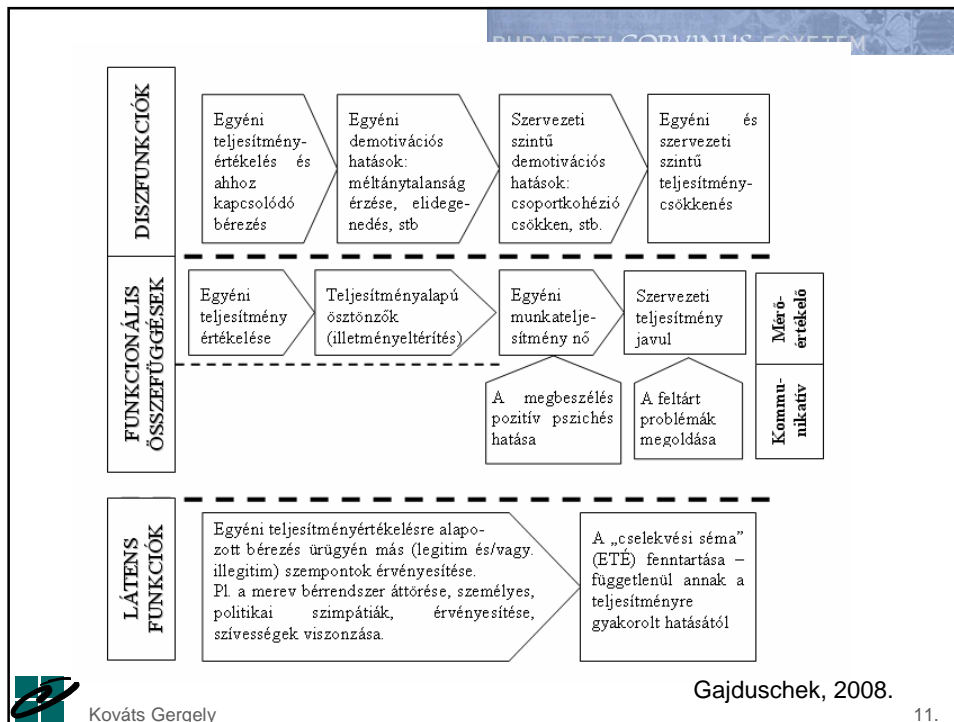 BUDAPESTI CORVINUS EGYETEM
DISZFUNKCIÓK
Egyéni
teljesítmény-
értékelés és
ahhoz
kapcsolódó
bérezés
Egyéni
demotivációs
hatások:
méltánytalanság
érzése, elidege-
nedés, stb
Szervezeti
szintű
demotivációs
hatások:
csoportkohézió
csökken, stb.
Egyéni és
szervezeti
szintű
teljesítmény-
csökkenés
FUNKCIONÁLIS
ÖSSZEFÜGGÉSEK
Egyéni
teljesítmény
értékelése
Teljesítményalapú
ösztönzők
(illetményeltérítés)
Egyéni
munkatelje-
sítmény nő
Szervezeti
teljesítmény
javul
Mérő-
értékelő
A megbeszélés
pozitív pszichés
hatása
A feltárt
problémák
megoldása
Kommu-
nikatív
LÁTENS
FUNKCIÓK
Egyéni teljesítményértékelésre alapo-
zott bérezés ürügyén más (legitim és/vagy.
illegitim) szempontok érvényesítése.
Pl. a merev bérrendszer áttörése, személyes,
politikai szimpátiák, érvényesítése,
szívességek viszonzása.
A „cselekvési séma”
(ETÉ) fenntartása –
függetlenül annak a
teljesítményre
gyakorolt hatásától
Gajduschek, 2008.
Kováts Gergely
11.